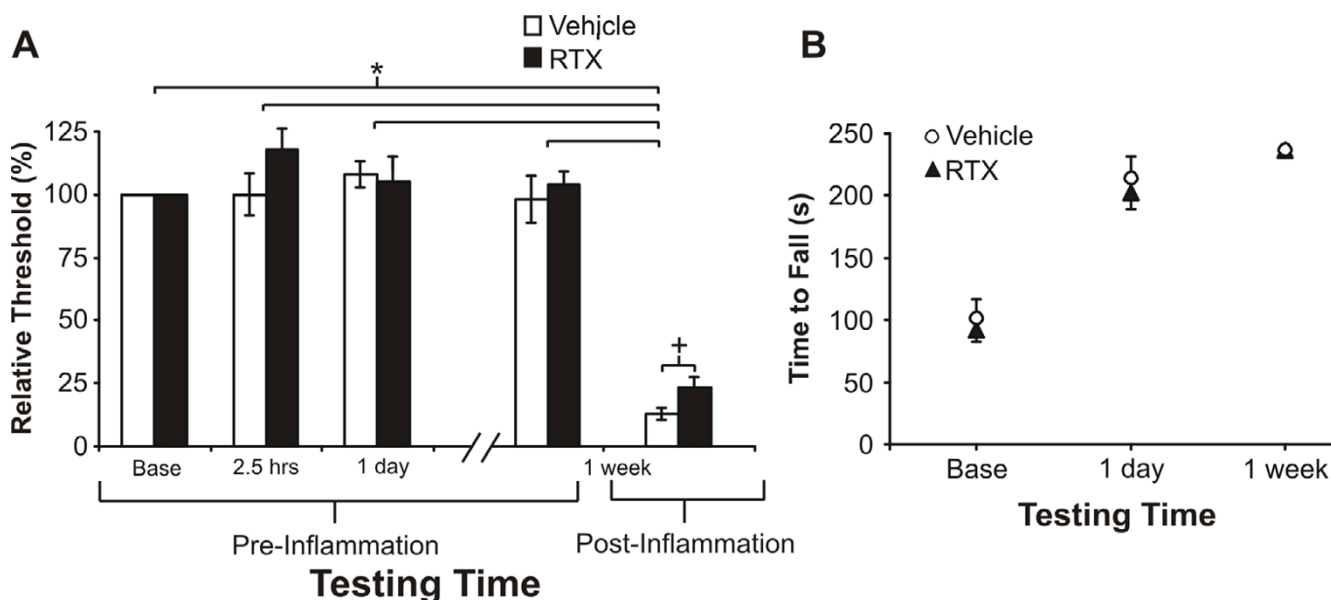 A
Vehicle
RTX
*
125
100
75
50
25
0
Relative Threshold (%)
+
Base
2.5 hrs
1 day
1 week
Pre-Inflammation
Post-Inflammation
Testing Time
B
250
200
150
100
50
0
Time to Fall (s)
Vehicle
RTX
Base
1 day
1 week
Testing Time